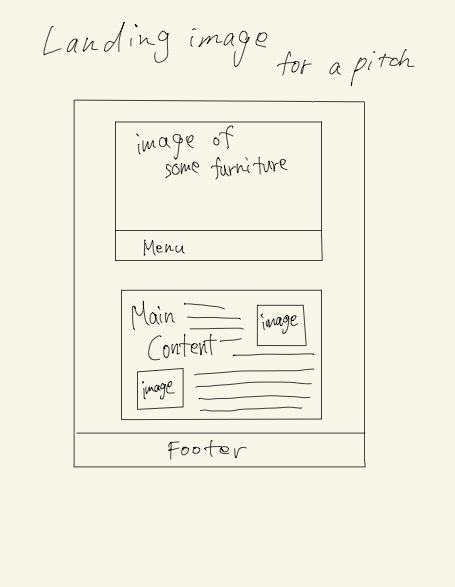 Landing image
for a pitch
image of
some furniture
Menu
Main
Content
image
image
Footer